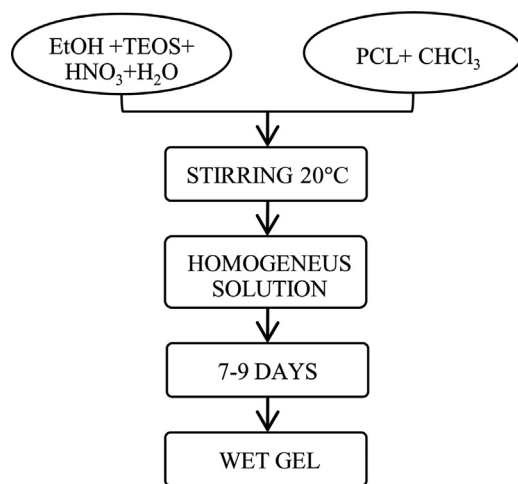 EtOH +TEOS+
HNO₃+H₂O
PCL+ CHCl₃
STIRRING 20°C
HOMOGENEUS
SOLUTION
7-9 DAYS
WET GEL